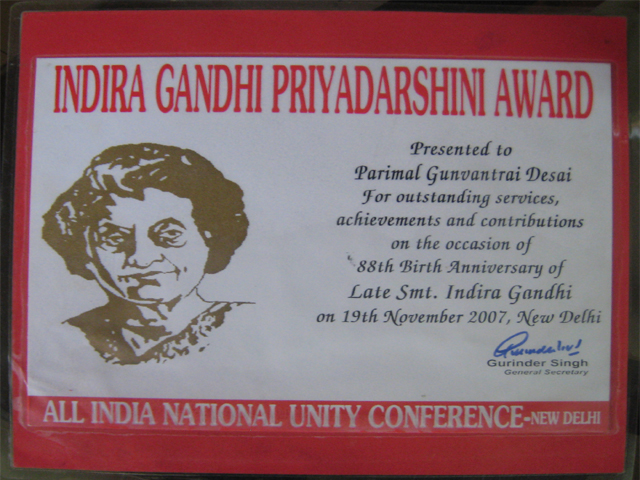 INDIRA GANDHI PRIYADARSHINI AWARD
Presented to
Parimal Gunvantrai Desai
For outstanding services,
achievements and contributions
on the occasion of
88th Birth Anniversary of
Late Smt. Indira Gandhi
on 19th November 2007, New Delhi
Gurinder Singh
General Secretary
ALL INDIA NATIONAL UNITY CONFERENCE-NEW DELHI